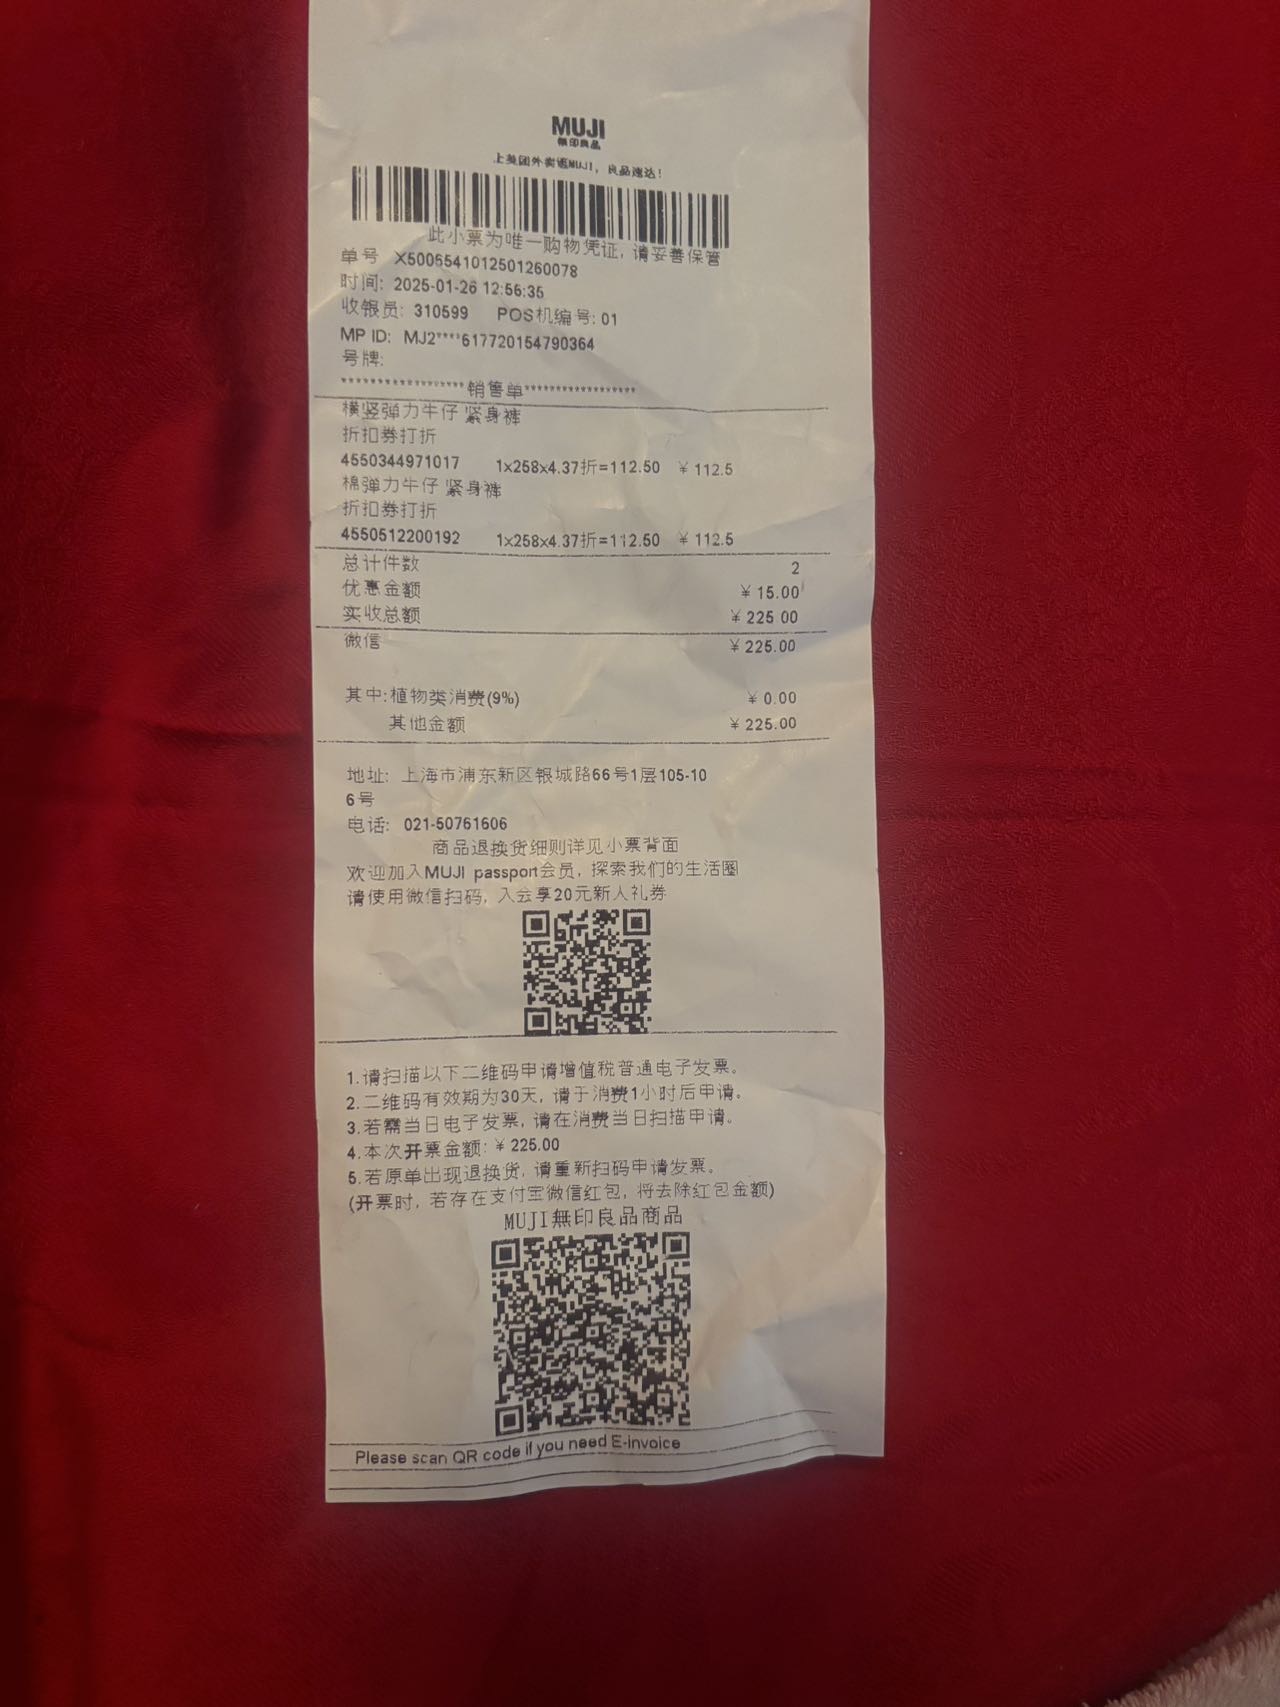 MUJI
無印良品
上美团外卖逛MUJI，良品速达！
此小票为唯一购物凭证, 请妥善保管
单号 X5006541012501260078
时间: 2025-01-26 12:56:35
收银员: 310599 POS机编号: 01
MP ID: MJ2****617720154790364
号牌:
******************销售单******************
横竖弹力牛仔 紧身裤
折扣券打折
4550344971017 1x258x4.37折=112.50 ￥112.5
棉弹力牛仔 紧身裤
折扣券打折
4550512200192 1x258x4.37折=112.50 ￥112.5
总计件数 2
优惠金额 ￥15.00
实收总额 ￥225.00
微信 ￥225.00
其中:植物类消费(9%) ￥0.00
其他金额 ￥225.00
地址: 上海市浦东新区银城路66号1层105-10
6号
电话: 021-50761606
商品退换货细则详见小票背面
欢迎加入MUJI passport会员, 探索我们的生活圈
请使用微信扫码, 入会享20元新人礼券
1.请扫描以下二维码申请增值税普通电子发票。
2.二维码有效期为30天, 请于消费1小时后申请。
3.若需当日电子发票, 请在消费当日扫描申请。
4.本次开票金额: ￥225.00
5.若原单出现退换货, 请重新扫码申请发票。
(开票时, 若存在支付宝微信红包, 将去除红包金额)
MUJI無印良品商品
Please scan QR code if you need E-invoice